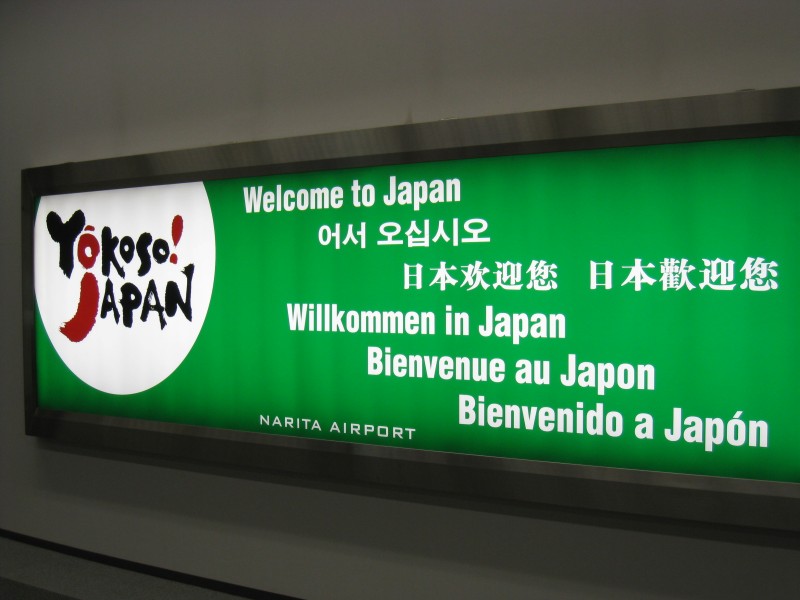 Yōkoso!
Japan
Welcome to Japan
어서 오십시오
日本欢迎您 日本歡迎您
Willkommen in Japan
Bienvenue au Japon
Bienvenido a Japón
NARITA AIRPORT